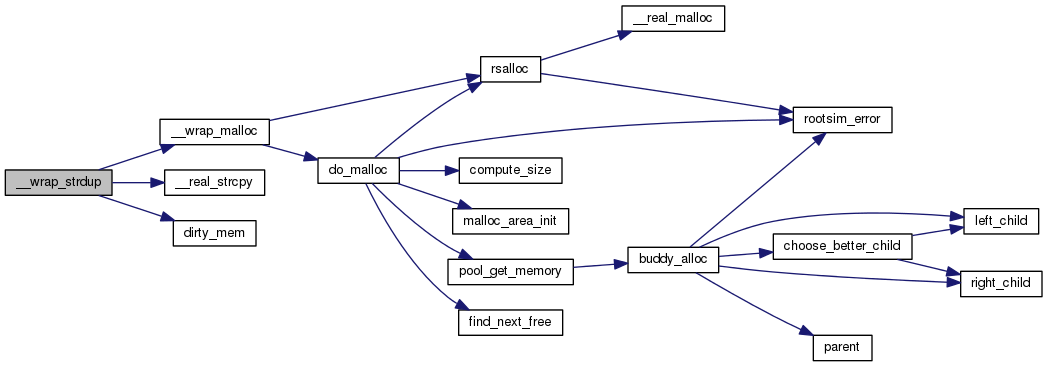 __real_malloc
rsalloc
rootsim_error
__wrap_malloc
do_malloc
compute_size
__wrap_strdup
__real_strcpy
malloc_area_init
left_child
dirty_mem
choose_better_child
buddy_alloc
pool_get_memory
right_child
find_next_free
parent